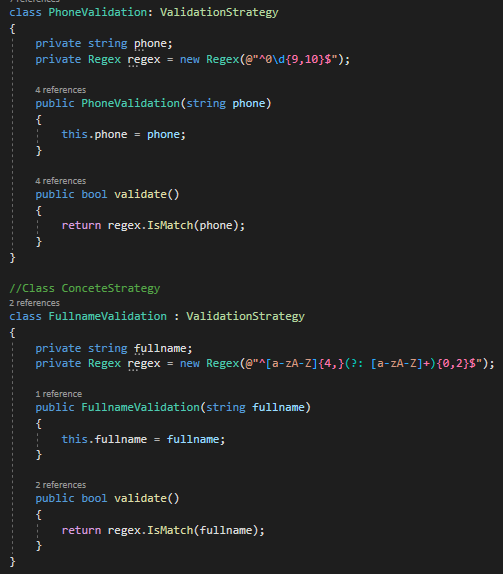 class PhoneValidation: ValidationStrategy
{
private string phone;
private Regex regex = new Regex(@"^0\d{9,10}$");
4 references
public PhoneValidation(string phone)
{
this.phone = phone;
}
4 references
public bool validate()
{
return regex.IsMatch(phone);
}
}
//Class ConceteStrategy
2 references
class FullnameValidation : ValidationStrategy
{
private string fullname;
private Regex regex = new Regex(@"^[a-zA-Z]{4,}(?: [a-zA-Z]+){0,2}$");
1 reference
public FullnameValidation(string fullname)
{
this.fullname = fullname;
}
2 references
public bool validate()
{
return regex.IsMatch(fullname);
}
}